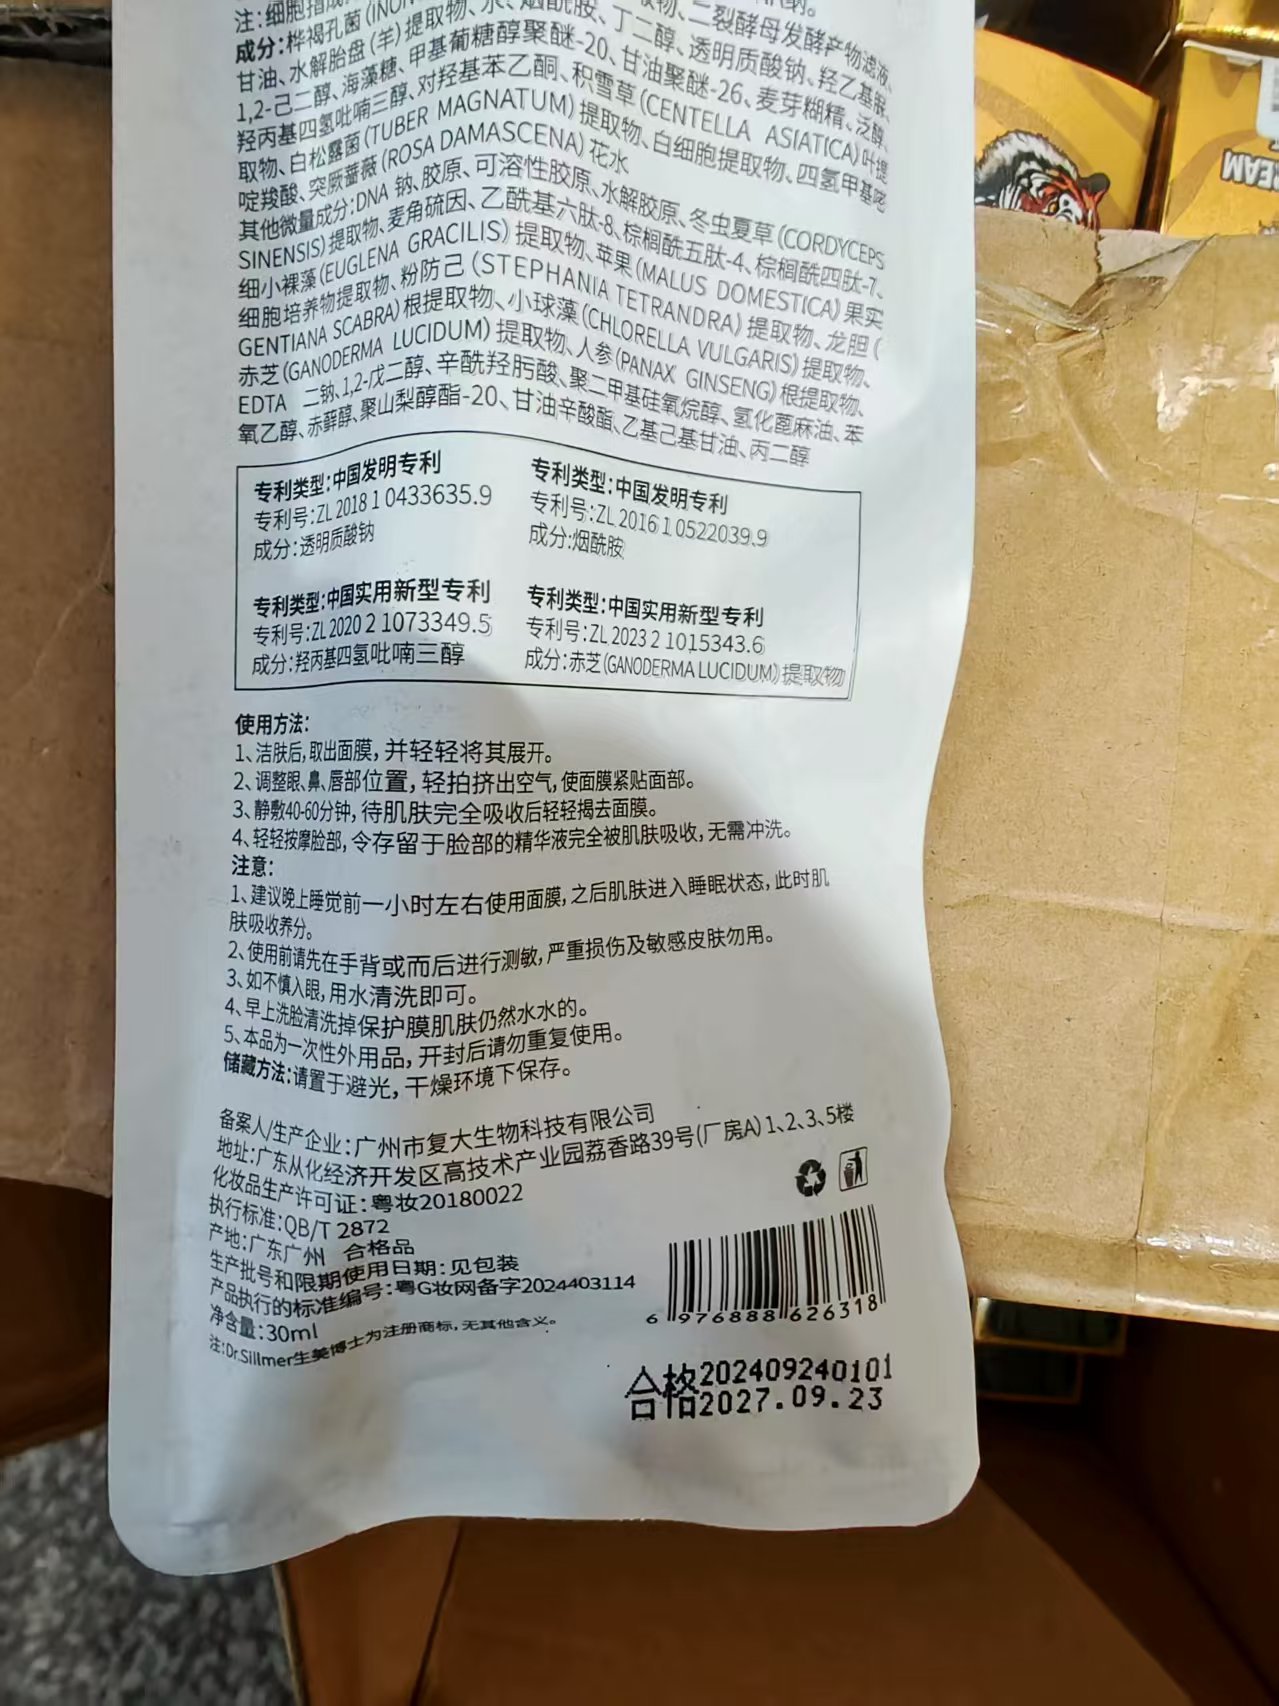 注:细胞指成
成分:桦褐孔菌(INON 提取物、水、烟酰胺、丁二醇、透明质酸钠、羟乙基脲、
甘油、水解胎盘(羊)提取物、二裂酵母发酵产物滤液、
1,2-己二醇、海藻糖、甲基葡糖醇聚醚-20、甘油聚醚-26、麦芽糊精、泛醇、
羟丙基四氢吡喃三醇、对羟基苯乙酮、积雪草(CENTELLA ASIATICA)叶提
取物、白松露菌(TUBER MAGNATUM)提取物、白细胞提取物、四氢甲基嘧
啶羧酸、突厥蔷薇(ROSA DAMASCENA)花水
其他微量成分:DNA 钠、胶原、可溶性胶原、水解胶原、冬虫夏草(CORDYCEPS
SINENSIS)提取物、麦角硫因、乙酰基六肽-8、棕榈酰五肽-4、棕榈酰四肽-7、
细小裸藻(EUGLENA GRACILIS)提取物、苹果(MALUS DOMESTICA)果实
细胞培养物提取物、粉防己(STEPHANIA TETRANDRA)提取物、龙胆(
GENTIANA SCABRA)根提取物、小球藻(CHLORELLA VULGARIS)提取物、
赤芝(GANODERMA LUCIDUM)提取物、人参(PANAX GINSENG)根提取物、
EDTA 二钠、1,2-戊二醇、辛酰羟肟酸、聚二甲基硅氧烷醇、氢化蓖麻油、苯
氧乙醇、赤藓醇、聚山梨醇酯-20、甘油辛酸酯、乙基己基甘油、丙二醇
专利类型:中国发明专利
专利号:ZL 2018 1 0433635.9
成分:透明质酸钠
专利类型:中国发明专利
专利号:ZL 2016 1 0522039.9
成分:烟酰胺
专利类型:中国实用新型专利
专利号:ZL 2020 2 1073349.5
成分:羟丙基四氢吡喃三醇
专利类型:中国实用新型专利
专利号:ZL 2023 2 1015343.6
成分:赤芝(GANODERMA LUCIDUM)提取物
使用方法:
1、洁肤后,取出面膜,并轻轻将其展开。
2、调整眼、鼻、唇部位置,轻拍挤出空气,使面膜紧贴面部。
3、静敷40-60分钟,待肌肤完全吸收后轻轻揭去面膜。
4、轻轻按摩脸部,令存留于脸部的精华液完全被肌肤吸收,无需冲洗。
注意:
1、建议晚上睡觉前一小时左右使用面膜,之后肌肤进入睡眠状态,此时肌
肤吸收养分。
2、使用前请先在手背或而后进行测敏,严重损伤及敏感皮肤勿用。
3、如不慎入眼,用水清洗即可。
4、早上洗脸清洗掉保护膜肌肤仍然水水的。
5、本品为一次性外用品,开封后请勿重复使用。
储藏方法:请置于避光,干燥环境下保存。
备案人/生产企业:广州市复大生物科技有限公司
地址:广东从化经济开发区高技术产业园荔香路39号(厂房A)1、2、3、5楼
化妆品生产许可证:粤妆20180022
执行标准:QB/T 2872
产地:广东广州 合格品
生产批号和限期使用日期:见包装
产品执行的标准编号:粤G妆网备字2024403114
净含量:30ml
注:Dr.Sillmer生美博士为注册商标,无其他含义。
6 976888 626318
合格202409240101
2027.09.23